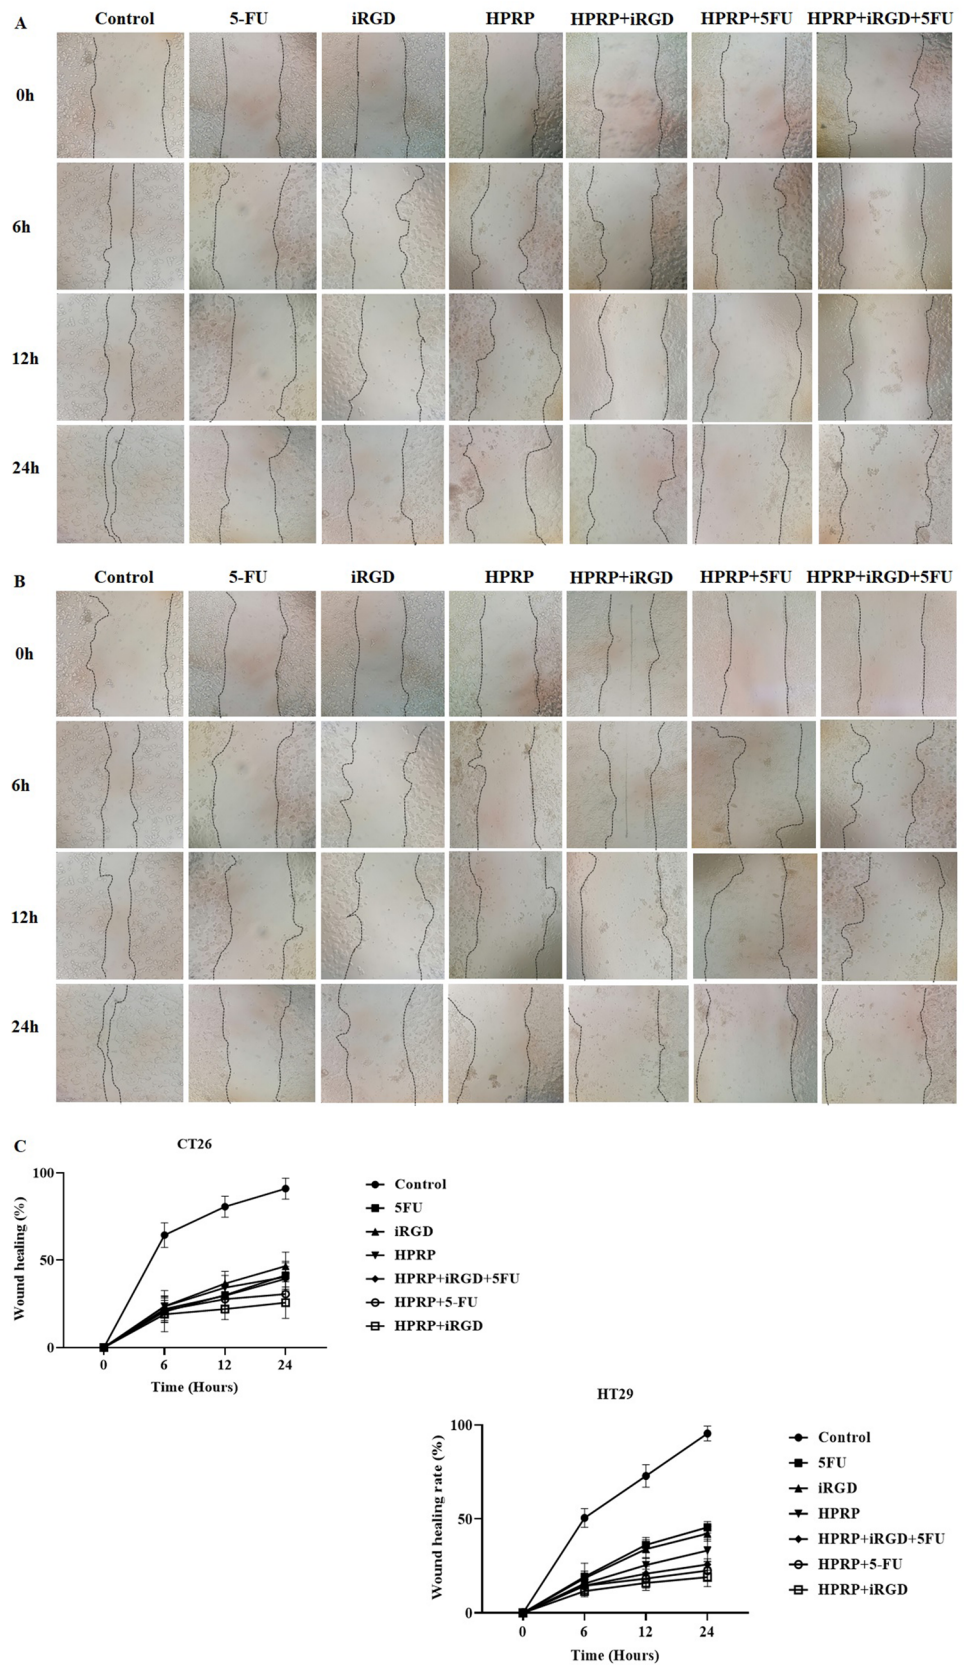 A
Control 5-FU iRGD HPRP HPRP+iRGD HPRP+5FU HPRP+iRGD+5FU
0h
6h
12h
24h
B
Control 5-FU iRGD HPRP HPRP+iRGD HPRP+5FU HPRP+iRGD+5FU
0h
6h
12h
24h
C
CT26
Wound healing (%)
100
50
0
0 6 12 24
Time (Hours)
Control
5FU
iRGD
HPRP
HPRP+iRGD+5FU
HPRP+5-FU
HPRP+iRGD
HT29
Wound healing rate (%)
100
50
0
0 6 12 24
Time (Hours)
Control
5FU
iRGD
HPRP
HPRP+iRGD+5FU
HPRP+5-FU
HPRP+iRGD